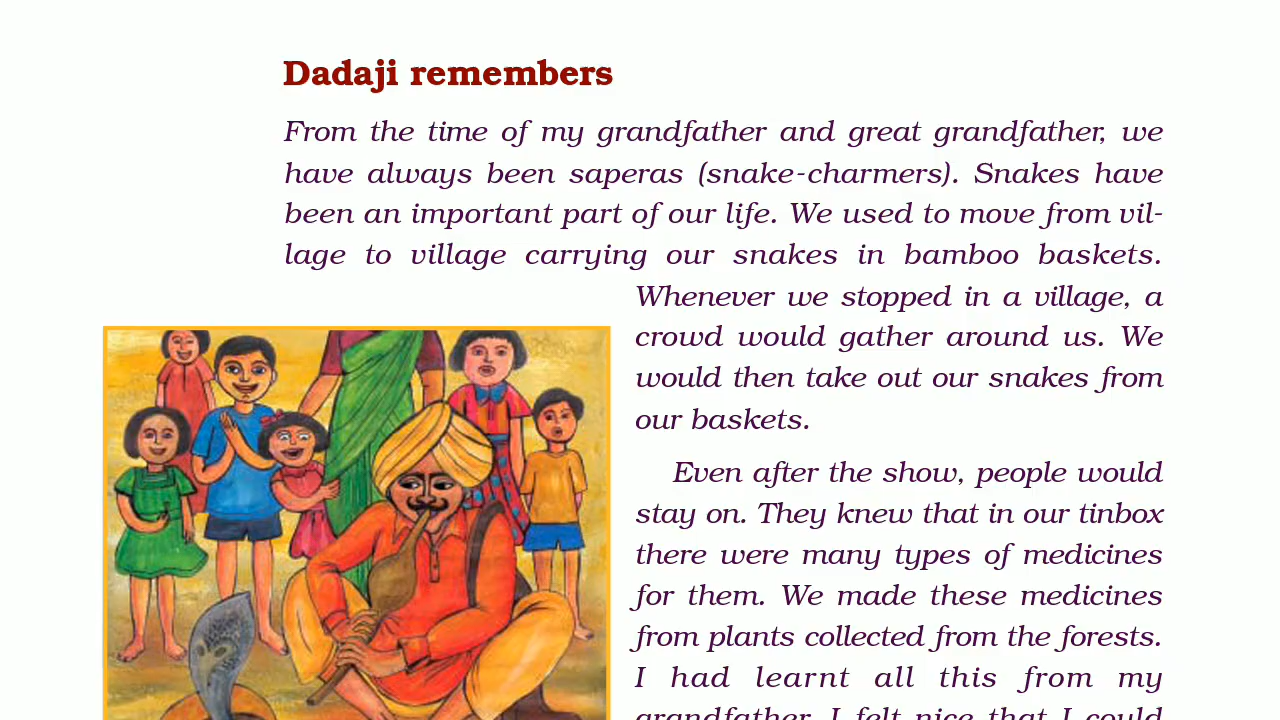 Dadaji remembers
From the time of my grandfather and great grandfather, we
have always been saperas (snake-charmers). Snakes have
been an important part of our life. We used to move from vil-
lage to village carrying our snakes in bamboo baskets.
Whenever we stopped in a village, a
crowd would gather around us. We
would then take out our snakes from
our baskets.
Even after the show, people would
stay on. They knew that in our tinbox
there were many types of medicines
for them. We made these medicines
from plants collected from the forests.
I had learnt all this from my
grandfather. I felt nice that I could